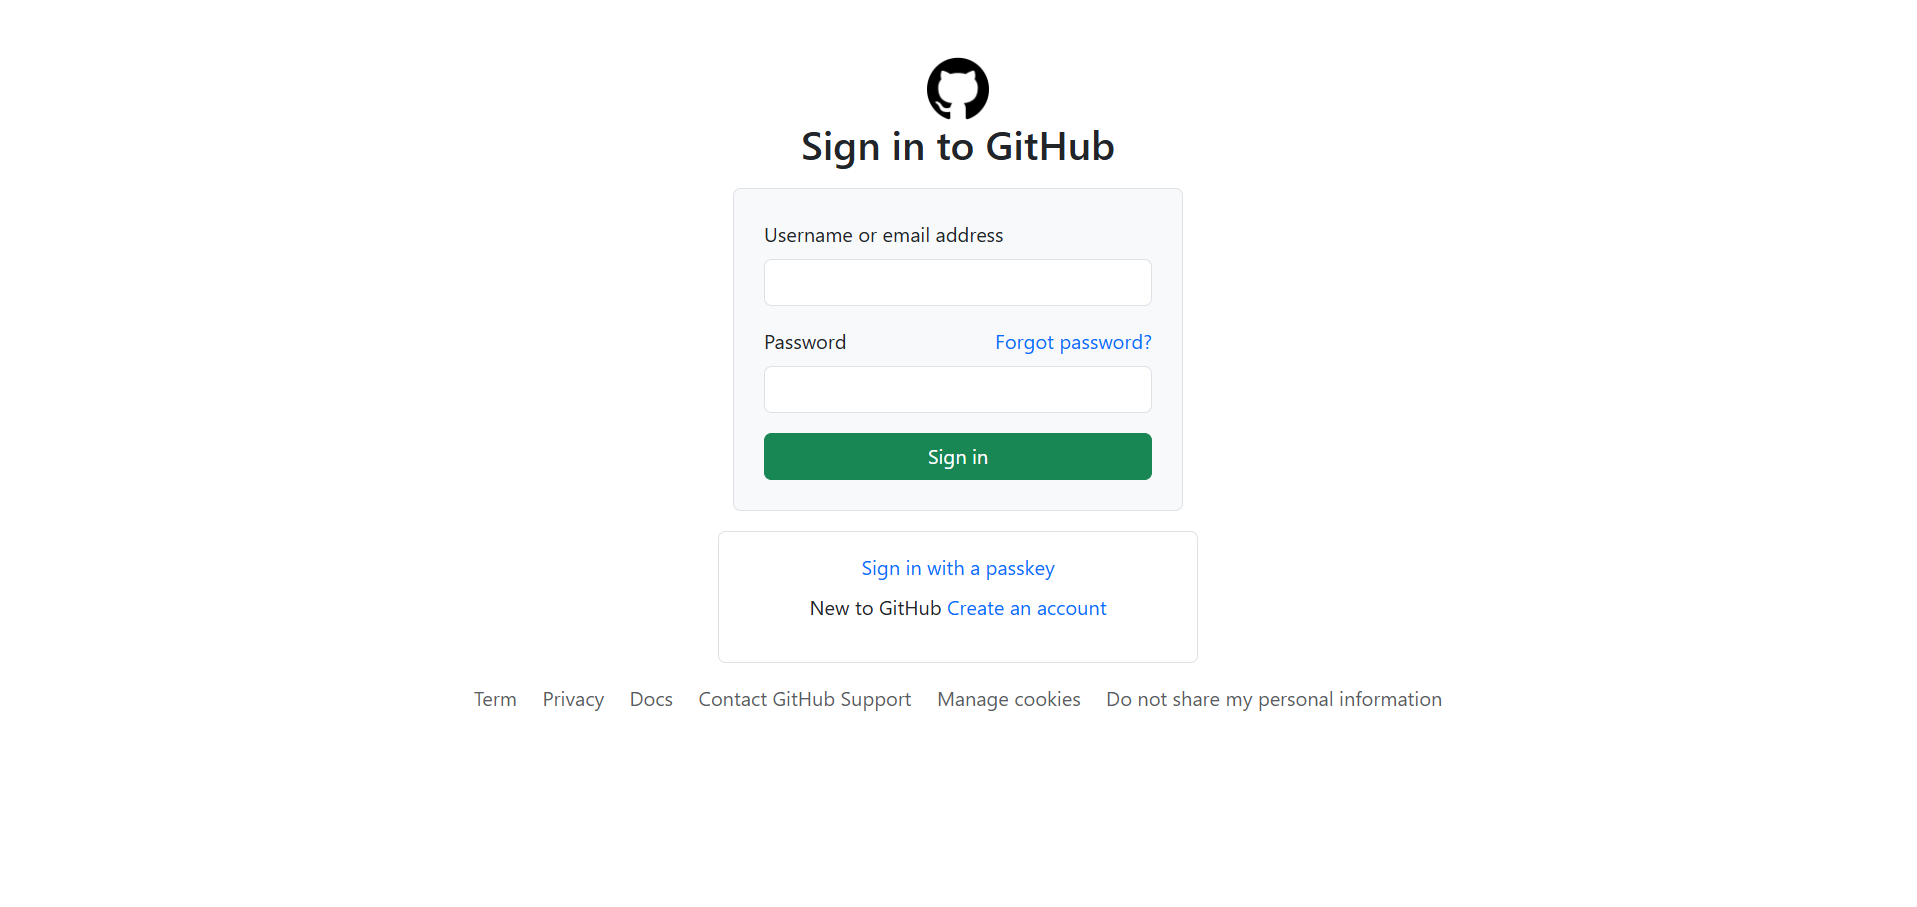 Sign in to GitHub
Username or email address
Password Forgot password?
Sign in
Sign in with a passkey
New to GitHub Create an account
Term Privacy Docs Contact GitHub Support Manage cookies Do not share my personal information